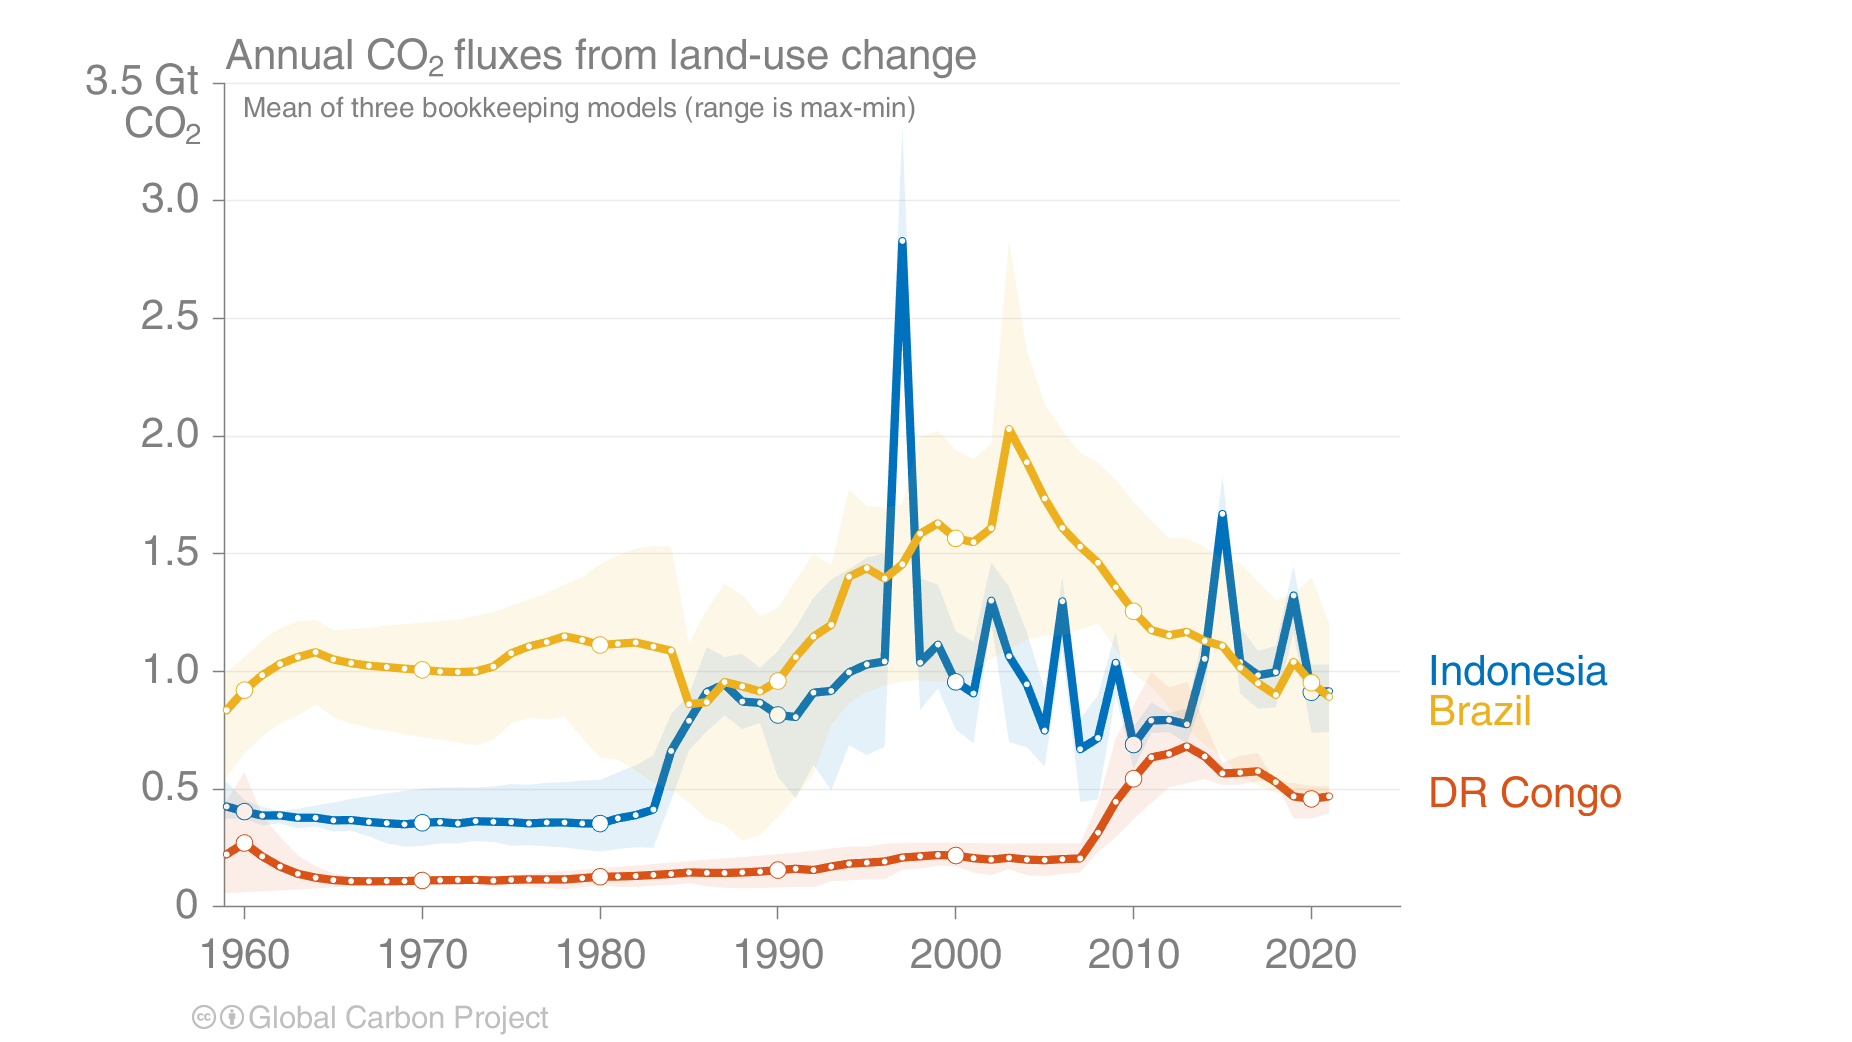 Annual CO₂ fluxes from land-use change
3.5 Gt
CO₂
Mean of three bookkeeping models (range is max-min)
3.0
2.5
2.0
1.5
1.0
0.5
0
Indonesia
Brazil
DR Congo
1960 1970 1980 1990 2000 2010 2020
cc Global Carbon Project